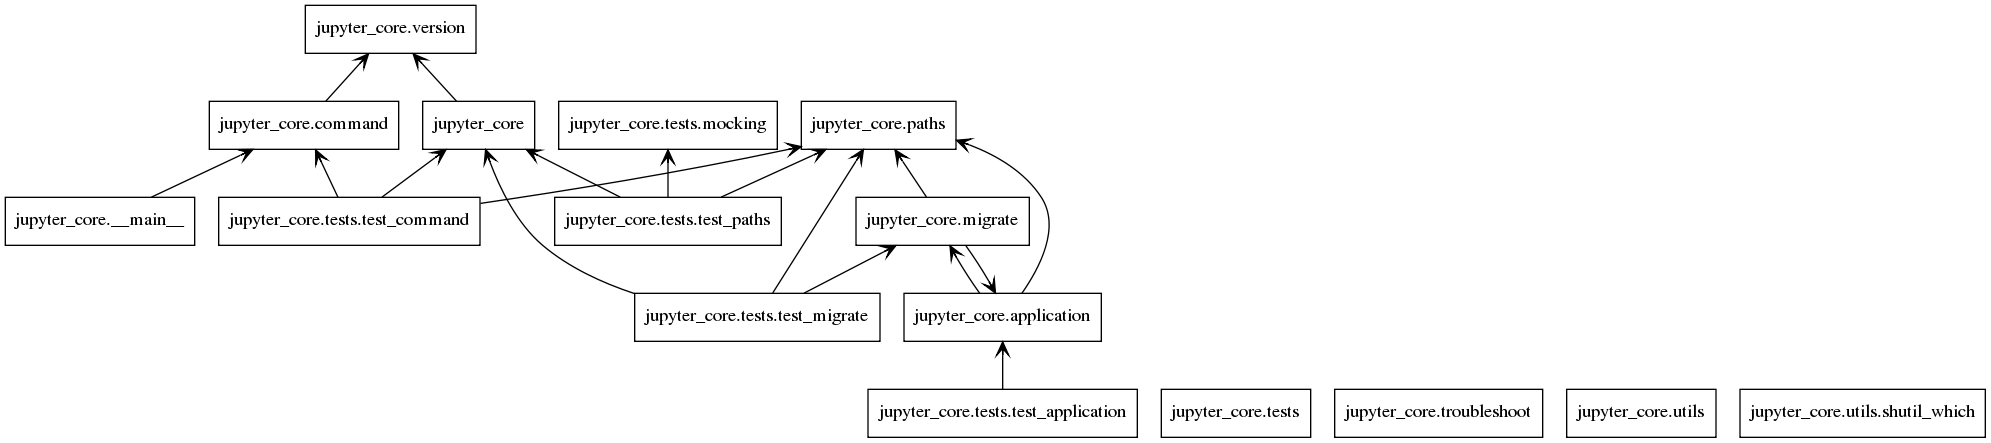 jupyter_core.version
jupyter_core.command
jupyter_core
jupyter_core.tests.mocking
jupyter_core.paths
jupyter_core.__main__
jupyter_core.tests.test_command
jupyter_core.tests.test_paths
jupyter_core.migrate
jupyter_core.tests.test_migrate
jupyter_core.application
jupyter_core.tests.test_application
jupyter_core.tests
jupyter_core.troubleshoot
jupyter_core.utils
jupyter_core.utils.shutil_which